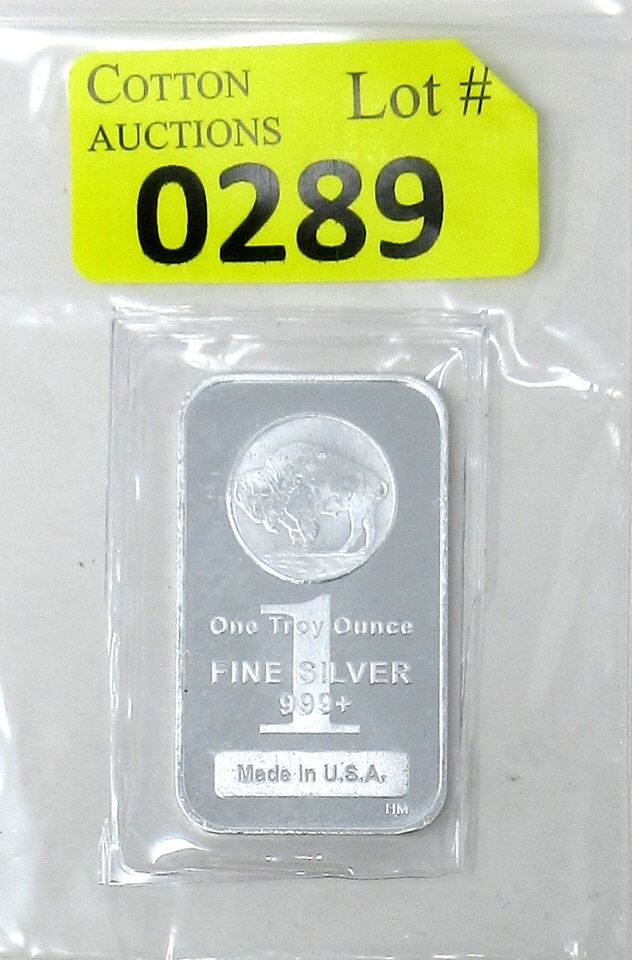 COTTON Lot #
AUCTIONS
0289
1
One Troy Ounce
FINE SILVER
999+
Made In U.S.A.
HM